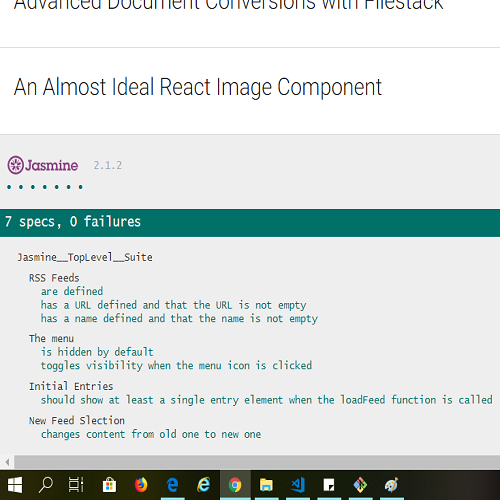 Advanced Document Conversions with Filestack
An Almost Ideal React Image Component
Jasmine 2.1.2
7 specs, 0 failures
Jasmine__TopLevel__Suite
RSS Feeds
are defined
has a URL defined and that the URL is not empty
has a name defined and that the name is not empty
The menu
is hidden by default
toggles visibility when the menu icon is clicked
Initial Entries
should show at least a single entry element when the loadFeed function is called
New Feed Slection
changes content from old one to new one